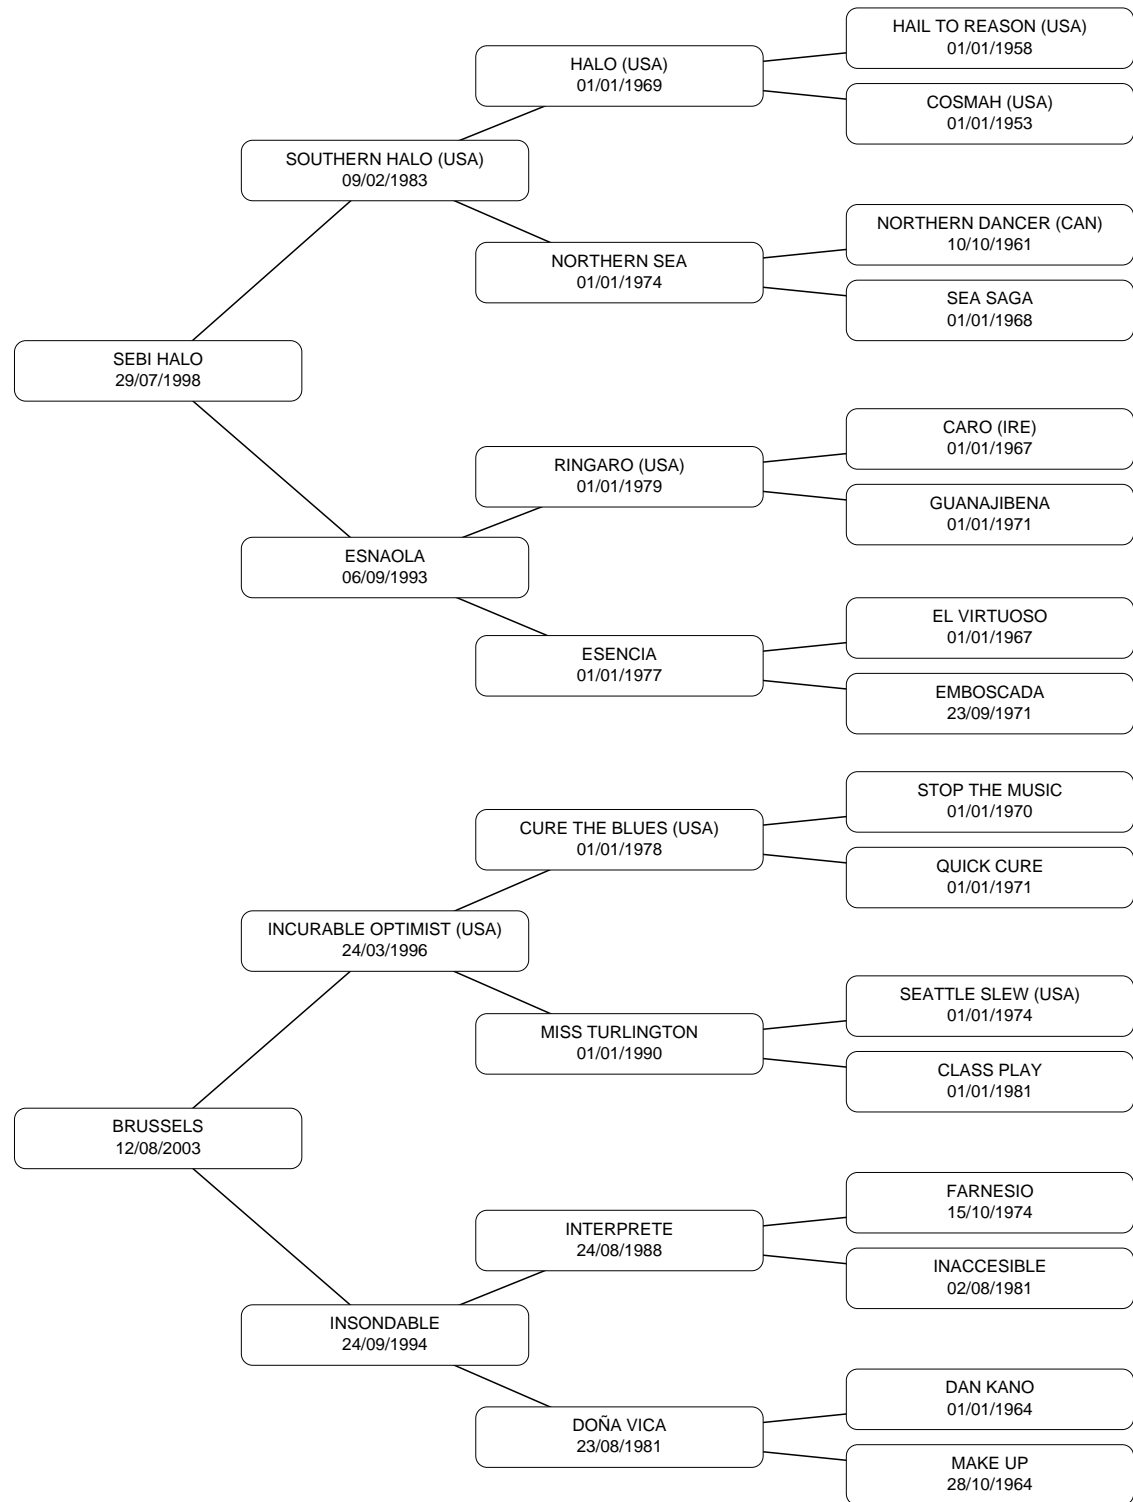 HAIL TO REASON (USA)
01/01/1958
HALO (USA)
01/01/1969
COSMAH (USA)
01/01/1953
SOUTHERN HALO (USA)
09/02/1983
NORTHERN DANCER (CAN)
10/10/1961
NORTHERN SEA
01/01/1974
SEA SAGA
01/01/1968
SEBI HALO
29/07/1998
CARO (IRE)
01/01/1967
RINGARO (USA)
01/01/1979
GUANAJIBENA
01/01/1971
ESNAOLA
06/09/1993
EL VIRTUOSO
01/01/1967
ESENCIA
01/01/1977
EMBOSCADA
23/09/1971
STOP THE MUSIC
01/01/1970
CURE THE BLUES (USA)
01/01/1978
QUICK CURE
01/01/1971
INCURABLE OPTIMIST (USA)
24/03/1996
SEATTLE SLEW (USA)
01/01/1974
MISS TURLINGTON
01/01/1990
CLASS PLAY
01/01/1981
BRUSSELS
12/08/2003
FARNESIO
15/10/1974
INTERPRETE
24/08/1988
INACCESIBLE
02/08/1981
INSONDABLE
24/09/1994
DAN KANO
01/01/1964
DOÑA VICA
23/08/1981
MAKE UP
28/10/1964